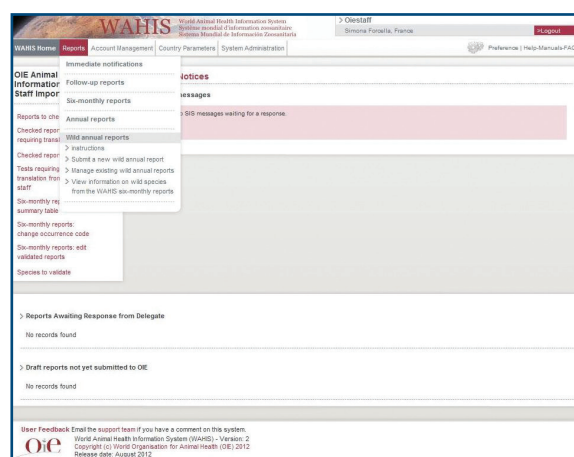 WAHIS
World Animal Health Information System
Système mondial d'information zoosanitaire
Sistema Mundial de Información Zoosanitaria
> Oiestaff
Simona Forcella, France
>Logout
WAHIS Home
Reports
Account Management
Country Parameters
System Administration
Preference | Help-Manuals-FAQ
OIE Animal
Information
Staff Impor
Reports to che
Checked repor
requiring transl
Checked repor
Tests requiring
translation from
staff
Six-monthly rep
summary table
Six-monthly reports:
change occurrence code
Six-monthly reports: edit
validated reports
Species to validate
Immediate notifications
Follow-up reports
Six-monthly reports
Annual reports
Wild annual reports
> Instructions
> Submit a new wild annual report
> Manage existing wild annual reports
> View information on wild species
from the WAHIS six-monthly reports
Notices
essages
SIS messages waiting for a response.
> Reports Awaiting Response from Delegate
No records found
> Draft reports not yet submitted to OIE
No records found
User Feedback Email the support team if you have a comment on this system.
oie
World Animal Health Information System (WAHIS) - Version: 2
Copyright (c) World Organisation for Animal Health (OIE) 2012
Release date: August 2012